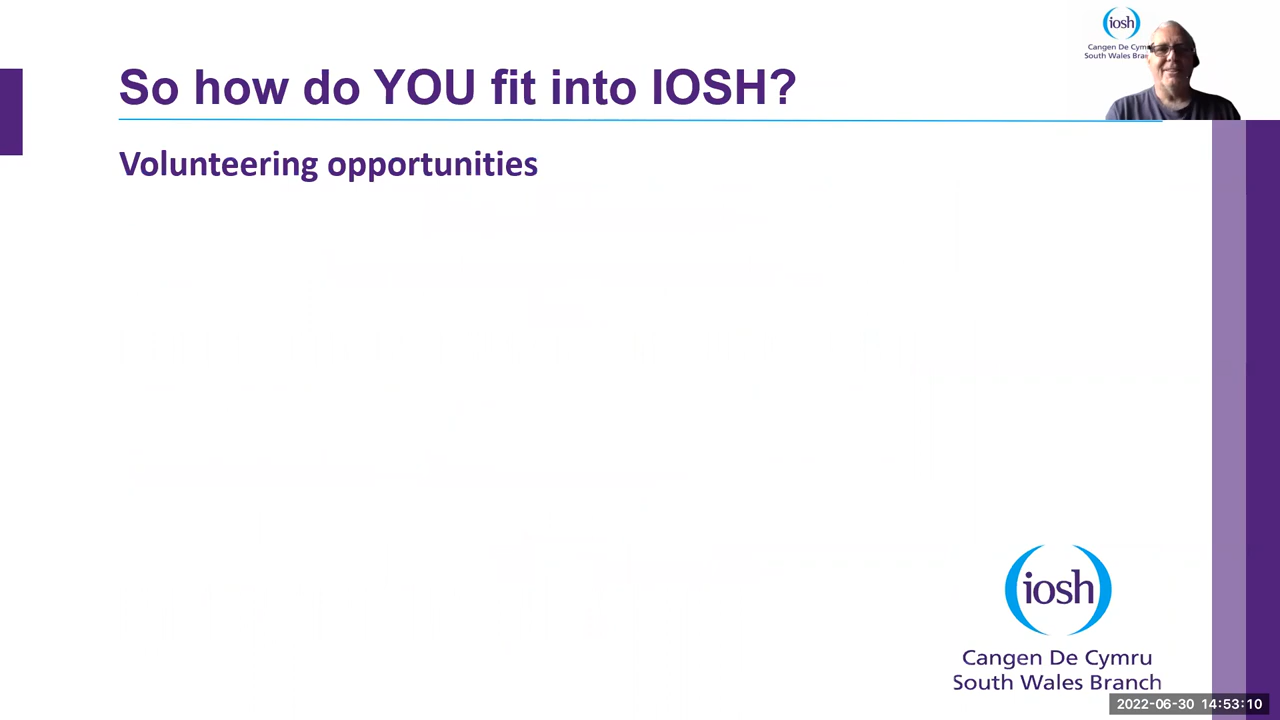 iosh
Cangen De Cymru
South Wales
So how do YOU fit into IOSH?
Volunteering opportunities
iosh
Cangen De Cymru
South Wales Branch
2022-06-30 14:53:10